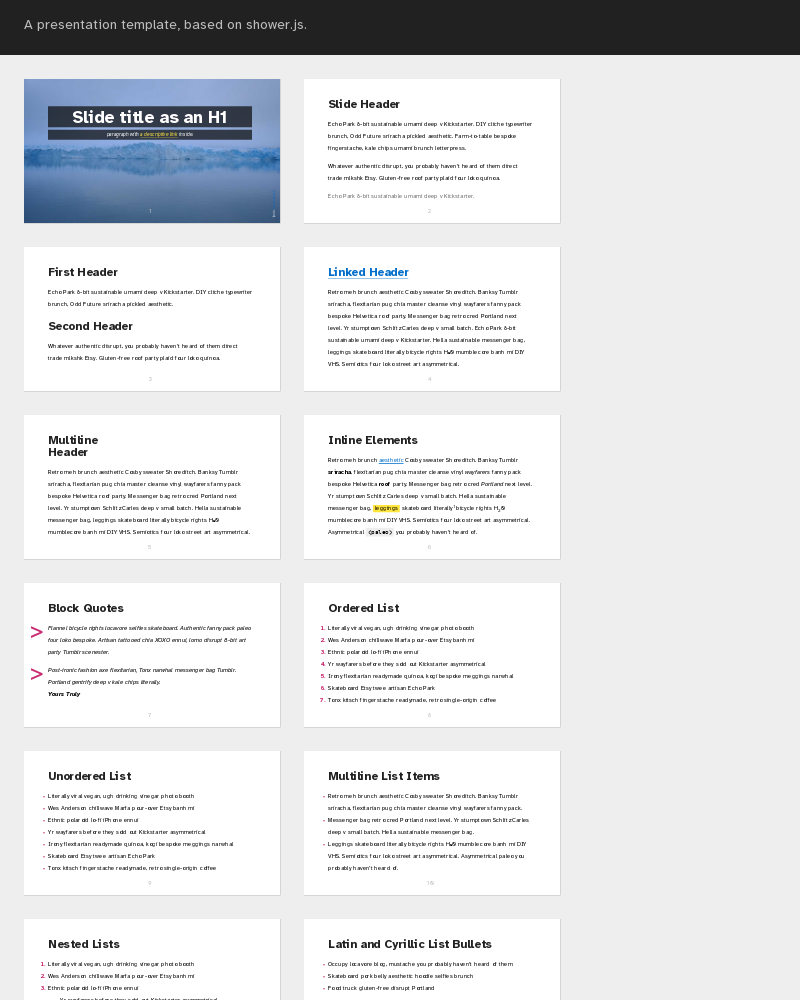 A presentation template, based on shower.js.
Slide title as an H1
paragraph with a descriptive link inside
1
Slide Header
Echo Park 8-bit sustainable umami deep v Kickstarter. DIY cliche typewriter
brunch. Odd Future sriracha pickled aesthetic. Farm-to-table bespoke
fingerstache, kale chips umami brunch letterpress.
Whatever authentic disrupt, you probably haven't heard of them direct
trade mlkshk Etsy. Gluten-free roof party plaid four loko quinoa.
Echo Park 8-bit sustainable umami deep v Kickstarter.
2
First Header
Echo Park 8-bit sustainable umami deep v Kickstarter. DIY cliche typewriter
brunch. Odd Future sriracha pickled aesthetic.
Second Header
Whatever authentic disrupt, you probably haven't heard of them direct
trade mlkshk Etsy. Gluten-free roof party plaid four loko quinoa.
3
Linked Header
Retro meh brunch aesthetic Cosby sweater Shoreditch. Banksy Tumblr
sriracha, flexitarian pug chia master cleanse vinyl wayfarers fanny pack
bespoke Helvetica roof party. Messenger bag retro cred Portland next
level. Yr stumptown Schlitz Carles deep v small batch. Echo Park 8-bit
sustainable umami deep v Kickstarter. Hella sustainable messenger bag,
leggings skateboard literally bicycle rights H₂O mumblecore banh mi DIY
VHS. Semiotics four loko street art asymmetrical.
4
Multiline
Header
Retro meh brunch aesthetic Cosby sweater Shoreditch. Banksy Tumblr
sriracha, flexitarian pug chia master cleanse vinyl wayfarers fanny pack
bespoke Helvetica roof party. Messenger bag retro cred Portland next
level. Yr stumptown Schlitz Carles deep v small batch. Hella sustainable
messenger bag, leggings skateboard literally bicycle rights H₂O
mumblecore banh mi DIY VHS. Semiotics four loko street art asymmetrical.
5
Inline Elements
Retro meh brunch aesthetic Cosby sweater Shoreditch. Banksy Tumblr
sriracha, flexitarian pug chia master cleanse vinyl wayfarers fanny pack
bespoke Helvetica roof party. Messenger bag retro cred Portland next level.
Yr stumptown Schlitz Carles deep v small batch. Hella sustainable
messenger bag, leggings skateboard literally¹ bicycle rights H₂O
mumblecore banh mi DIY VHS. Semiotics four loko street art asymmetrical.
Asymmetrical <paleo> you probably haven't heard of.
6
Block Quotes
> Flannel bicycle rights locavore selfies skateboard. Authentic fanny pack paleo
four loko bespoke. Artisan tattooed chia XOXO ennui, lomo disrupt 8-bit art
party Tumblr scenester.
> Post-ironic fashion axe flexitarian, Tonx narwhal messenger bag Tumblr.
Portland gentrify deep v kale chips literally.
Yours Truly
7
Ordered List
1. Literally viral vegan, ugh drinking vinegar photo booth
2. Wes Anderson chillwave Marfa pour-over Etsy banh mi
3. Ethnic polaroid lo-fi iPhone ennui
4. Yr wayfarers before they sold out Kickstarter asymmetrical
5. Irony flexitarian readymade quinoa, kogi bespoke meggings narwhal
6. Skateboard Etsy twee artisan Echo Park
7. Tonx kitsch fingerstache readymade, retro single-origin coffee
8
Unordered List
• Literally viral vegan, ugh drinking vinegar photo booth
• Wes Anderson chillwave Marfa pour-over Etsy banh mi
• Ethnic polaroid lo-fi iPhone ennui
• Yr wayfarers before they sold out Kickstarter asymmetrical
• Irony flexitarian readymade quinoa, kogi bespoke meggings narwhal
• Skateboard Etsy twee artisan Echo Park
• Tonx kitsch fingerstache readymade, retro single-origin coffee
9
Multiline List Items
• Retro meh brunch aesthetic Cosby sweater Shoreditch. Banksy Tumblr
sriracha, flexitarian pug chia master cleanse vinyl wayfarers fanny pack.
• Messenger bag retro cred Portland next level. Yr stumptown Schlitz Carles
deep v small batch. Hella sustainable messenger bag.
• Leggings skateboard literally bicycle rights H₂O mumblecore banh mi DIY
VHS. Semiotics four loko street art asymmetrical. Asymmetrical paleo you
probably haven't heard of.
10
Nested Lists
1. Literally viral vegan, ugh drinking vinegar photo booth
2. Wes Anderson chillwave Marfa pour-over Etsy banh mi
3. Ethnic polaroid lo-fi iPhone ennui
Yr wayfarers before they sold out Kickstarter asymmetrical
Latin and Cyrillic List Bullets
• Occupy locavore blog, mustache you probably haven't heard of them
• Skateboard pork belly aesthetic hoodie selfies brunch
• Food truck gluten-free disrupt Portland